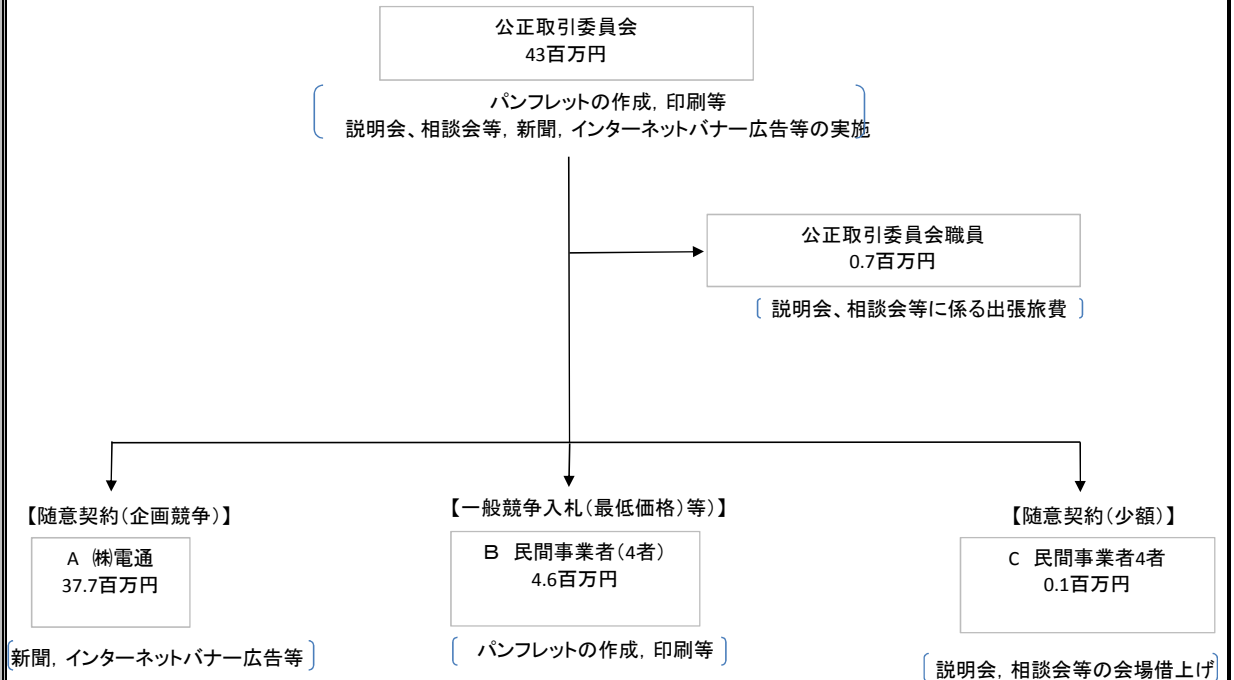 公正取引委員会
43百万円
パンフレットの作成，印刷等
説明会、相談会等，新聞，インターネットバナー広告等の実施
公正取引委員会職員
0.7百万円
説明会、相談会等に係る出張旅費
【随意契約（企画競争）】
A ㈱電通
37.7百万円
新聞，インターネットバナー広告等
【一般競争入札（最低価格）等）】
B 民間事業者（4者）
4.6百万円
パンフレットの作成，印刷等
【随意契約（少額）】
C 民間事業者4者
0.1百万円
説明会，相談会等の会場借上げ